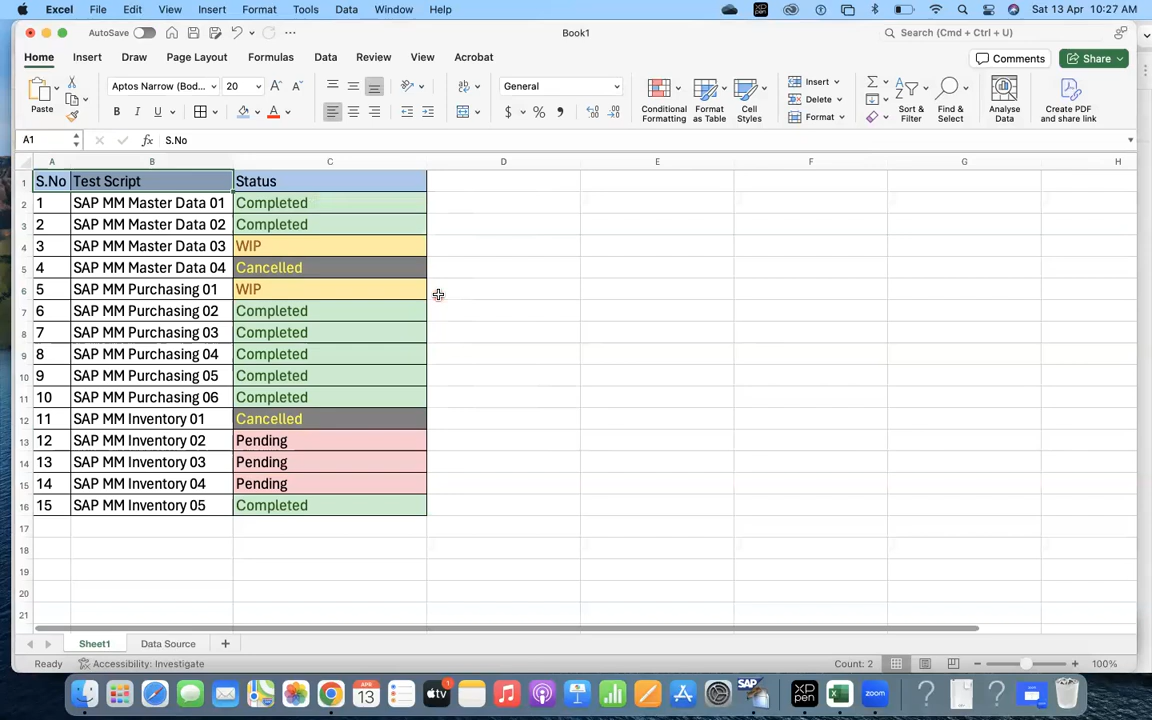 Excel File Edit View Insert Format Tools Data Window Help Sat 13 Apr 10:27 AM
AutoSave Book1 Search (Cmd + Ctrl + U)
Home Insert Draw Page Layout Formulas Data Review View Acrobat Comments Share
Paste Aptos Narrow (Bod... 20 General Conditional Formatting Format as Table Cell Styles Insert Delete Format Sort & Filter Find & Select Analyse Data Create PDF and share link
A1 fx S.No
A B C D E F G H
1 S.No Test Script Status
2 1 SAP MM Master Data 01 Completed
3 2 SAP MM Master Data 02 Completed
4 3 SAP MM Master Data 03 WIP
5 4 SAP MM Master Data 04 Cancelled
6 5 SAP MM Purchasing 01 WIP
7 6 SAP MM Purchasing 02 Completed
8 7 SAP MM Purchasing 03 Completed
9 8 SAP MM Purchasing 04 Completed
10 9 SAP MM Purchasing 05 Completed
11 10 SAP MM Purchasing 06 Completed
12 11 SAP MM Inventory 01 Cancelled
13 12 SAP MM Inventory 02 Pending
14 13 SAP MM Inventory 03 Pending
15 14 SAP MM Inventory 04 Pending
16 15 SAP MM Inventory 05 Completed
17
18
19
20
21
Sheet1 Data Source +
Ready Accessibility: Investigate Count: 2 100%
APR 13 tv 1 SAP XP PEN zoom